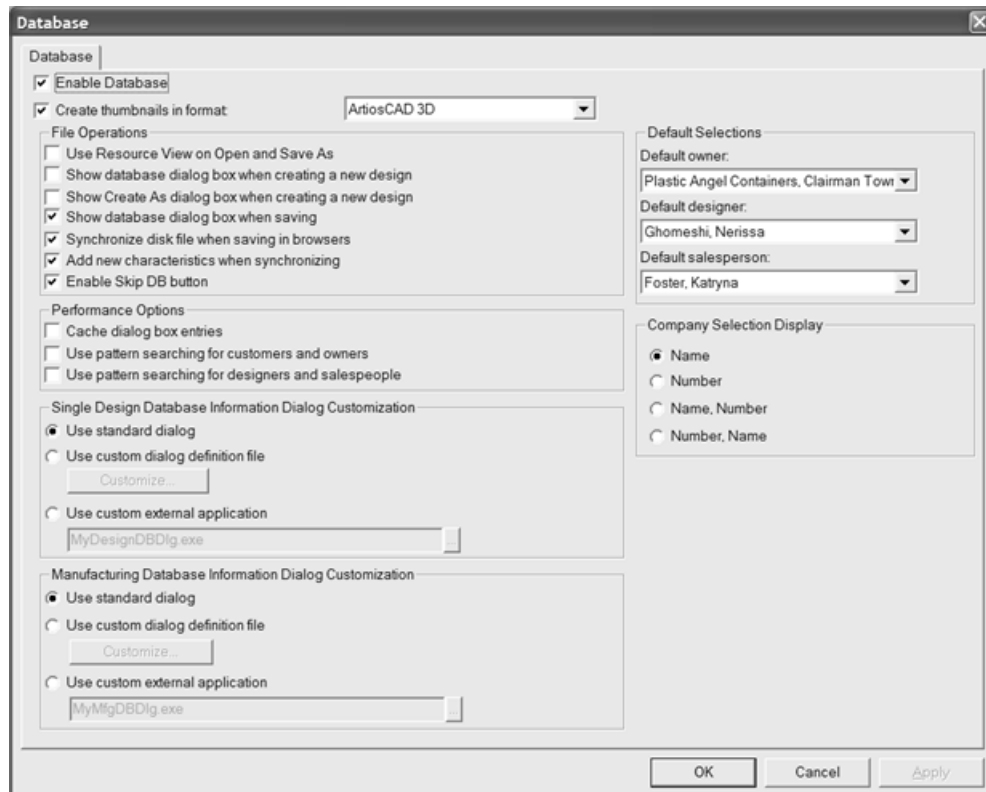 Database
Database
Enable Database
Create thumbnails in format:
ArtiosCAD 3D
File Operations
Use Resource View on Open and Save As
Show database dialog box when creating a new design
Show Create As dialog box when creating a new design
Show database dialog box when saving
Synchronize disk file when saving in browsers
Add new characteristics when synchronizing
Enable Skip DB button
Performance Options
Cache dialog box entries
Use pattern searching for customers and owners
Use pattern searching for designers and salespeople
Single Design Database Information Dialog Customization
Use standard dialog
Use custom dialog definition file
Customize...
Use custom external application
MyDesignDBDlg.exe
...
Manufacturing Database Information Dialog Customization
Use standard dialog
Use custom dialog definition file
Customize...
Use custom external application
MyMfgDBDlg.exe
...
Default Selections
Default owner:
Plastic Angel Containers, Clairman Town
Default designer:
Ghomeshi, Nerissa
Default salesperson:
Foster, Katryna
Company Selection Display
Name
Number
Name, Number
Number, Name
OK
Cancel
Apply